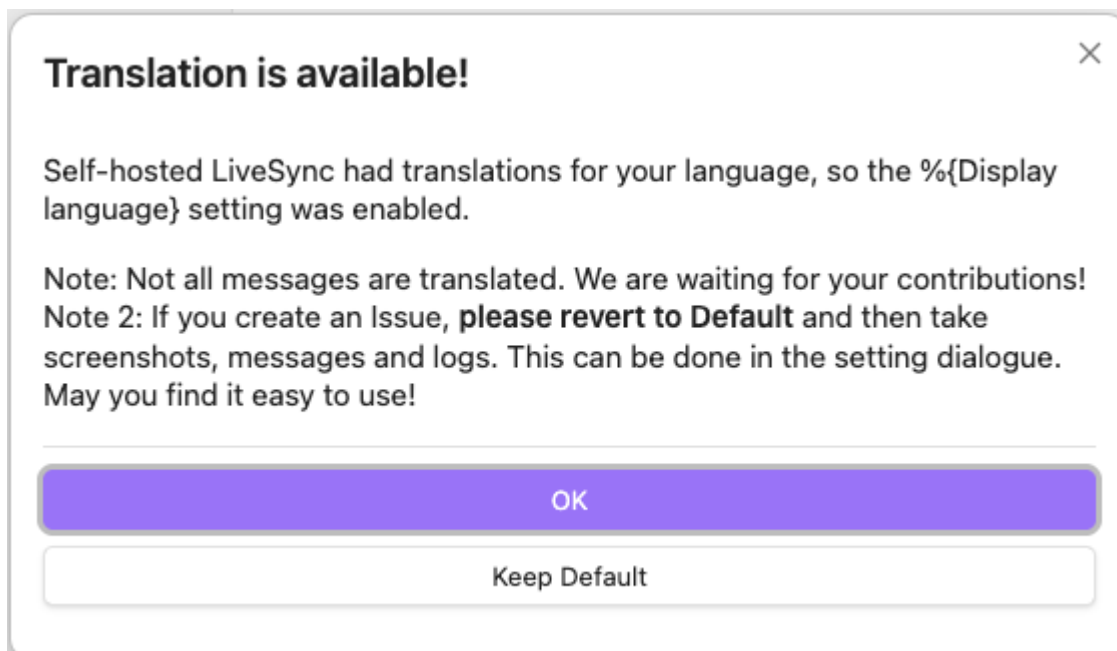 Translation is available!
Self-hosted LiveSync had translations for your language, so the %{Display
language} setting was enabled.
Note: Not all messages are translated. We are waiting for your contributions!
Note 2: If you create an Issue, please revert to Default and then take
screenshots, messages and logs. This can be done in the setting dialogue.
May you find it easy to use!
OK
Keep Default